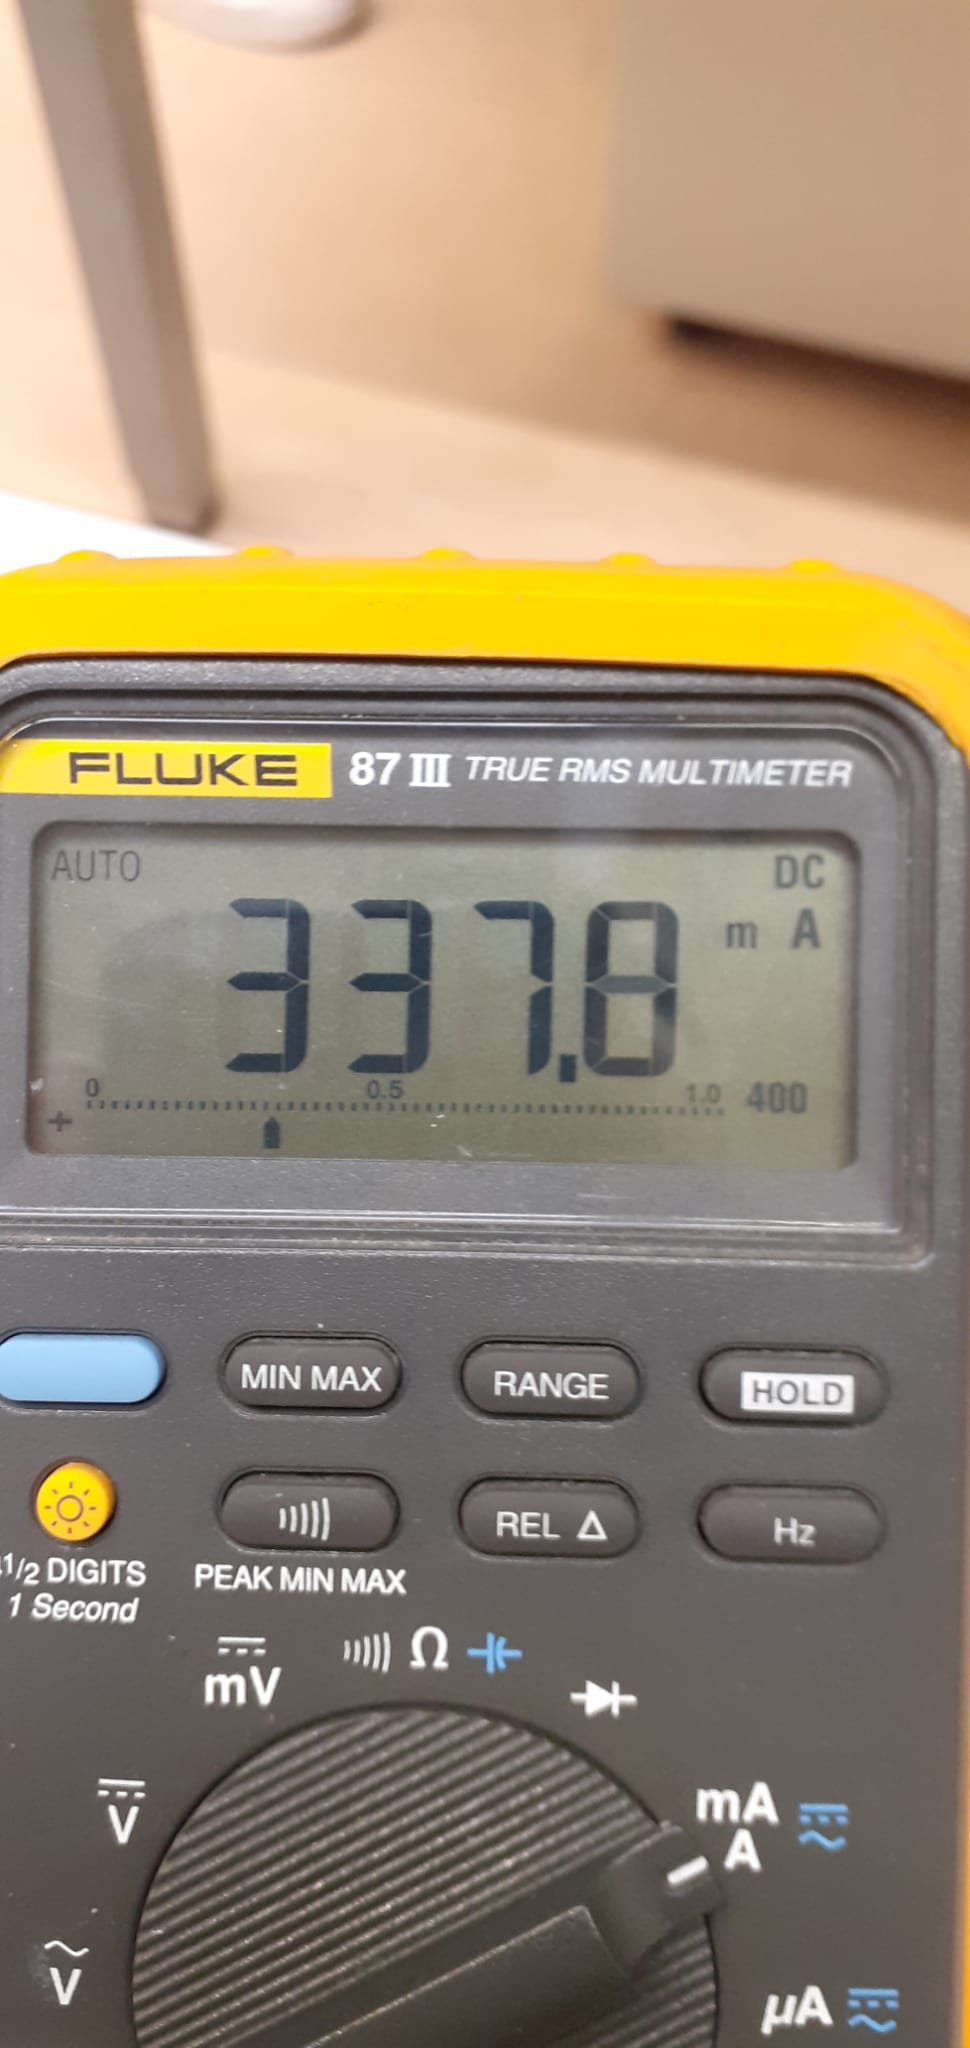 FLUKE 87 III TRUE RMS MULTIMETER
AUTO DC
337.8 m A
0 0.5 1.0 400
+
MIN MAX RANGE HOLD
REL Δ Hz
1/2 DIGITS PEAK MIN MAX
1 Second
mV Ω
mA
A
V
V
µA